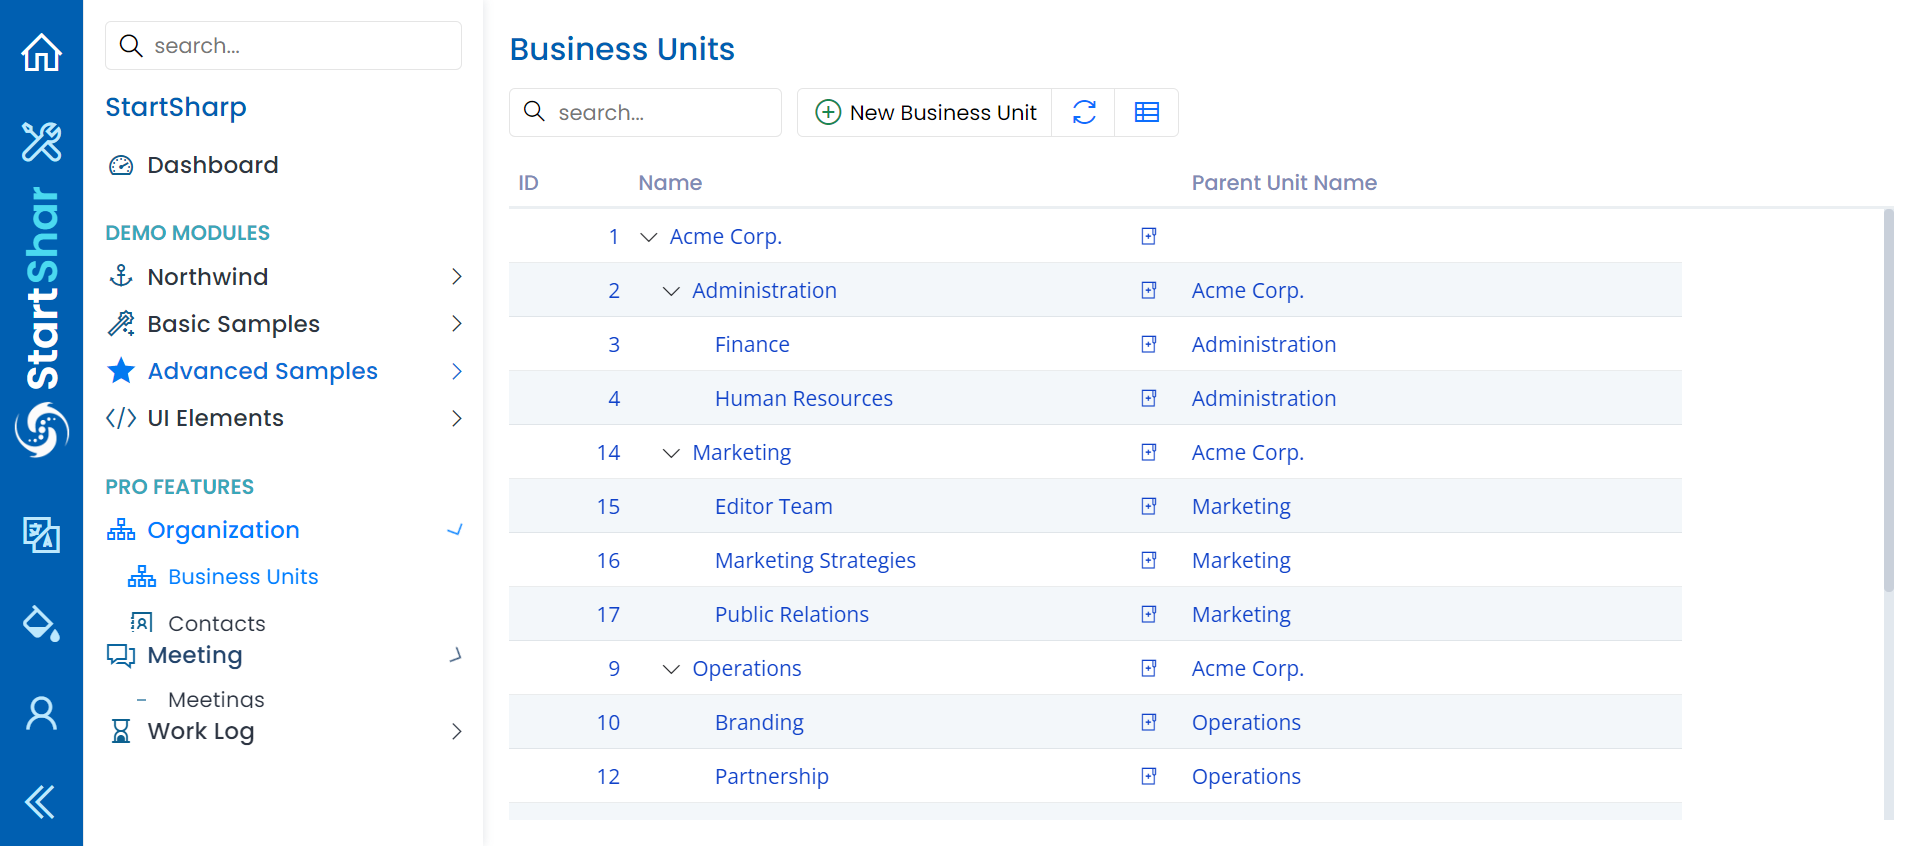 StartShar
search...
StartSharp
Dashboard
DEMO MODULES
Northwind
Basic Samples
Advanced Samples
UI Elements
PRO FEATURES
Organization
Business Units
Contacts
Meeting
Meetings
Work Log
Business Units
search...
New Business Unit
ID Name Parent Unit Name
1 Acme Corp.
2 Administration Acme Corp.
3 Finance Administration
4 Human Resources Administration
14 Marketing Acme Corp.
15 Editor Team Marketing
16 Marketing Strategies Marketing
17 Public Relations Marketing
9 Operations Acme Corp.
10 Branding Operations
12 Partnership Operations